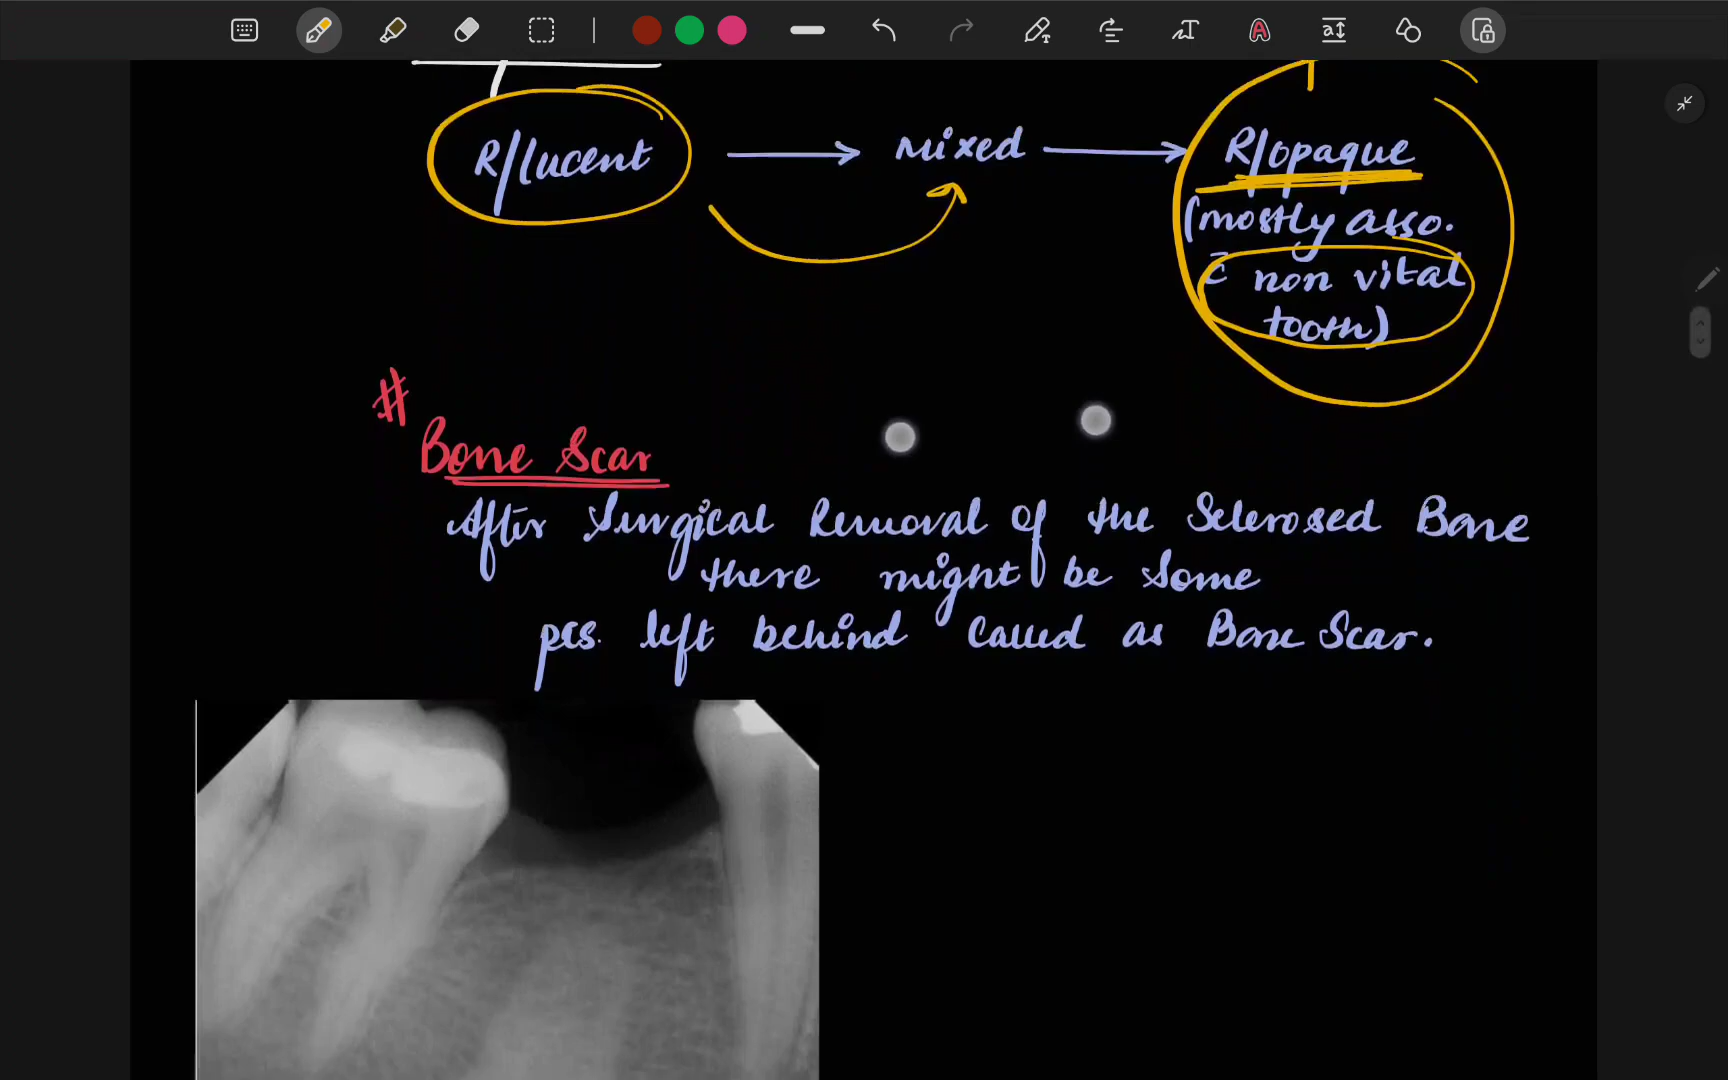 R/lucent → Mixed → R/opaque
(mostly asso.
c̄ non vital
tooth)
#
Bone Scar
After Surgical Removal of the Sclerosed Bone
there might be Some
pcs. left behind Called as Bone Scar.